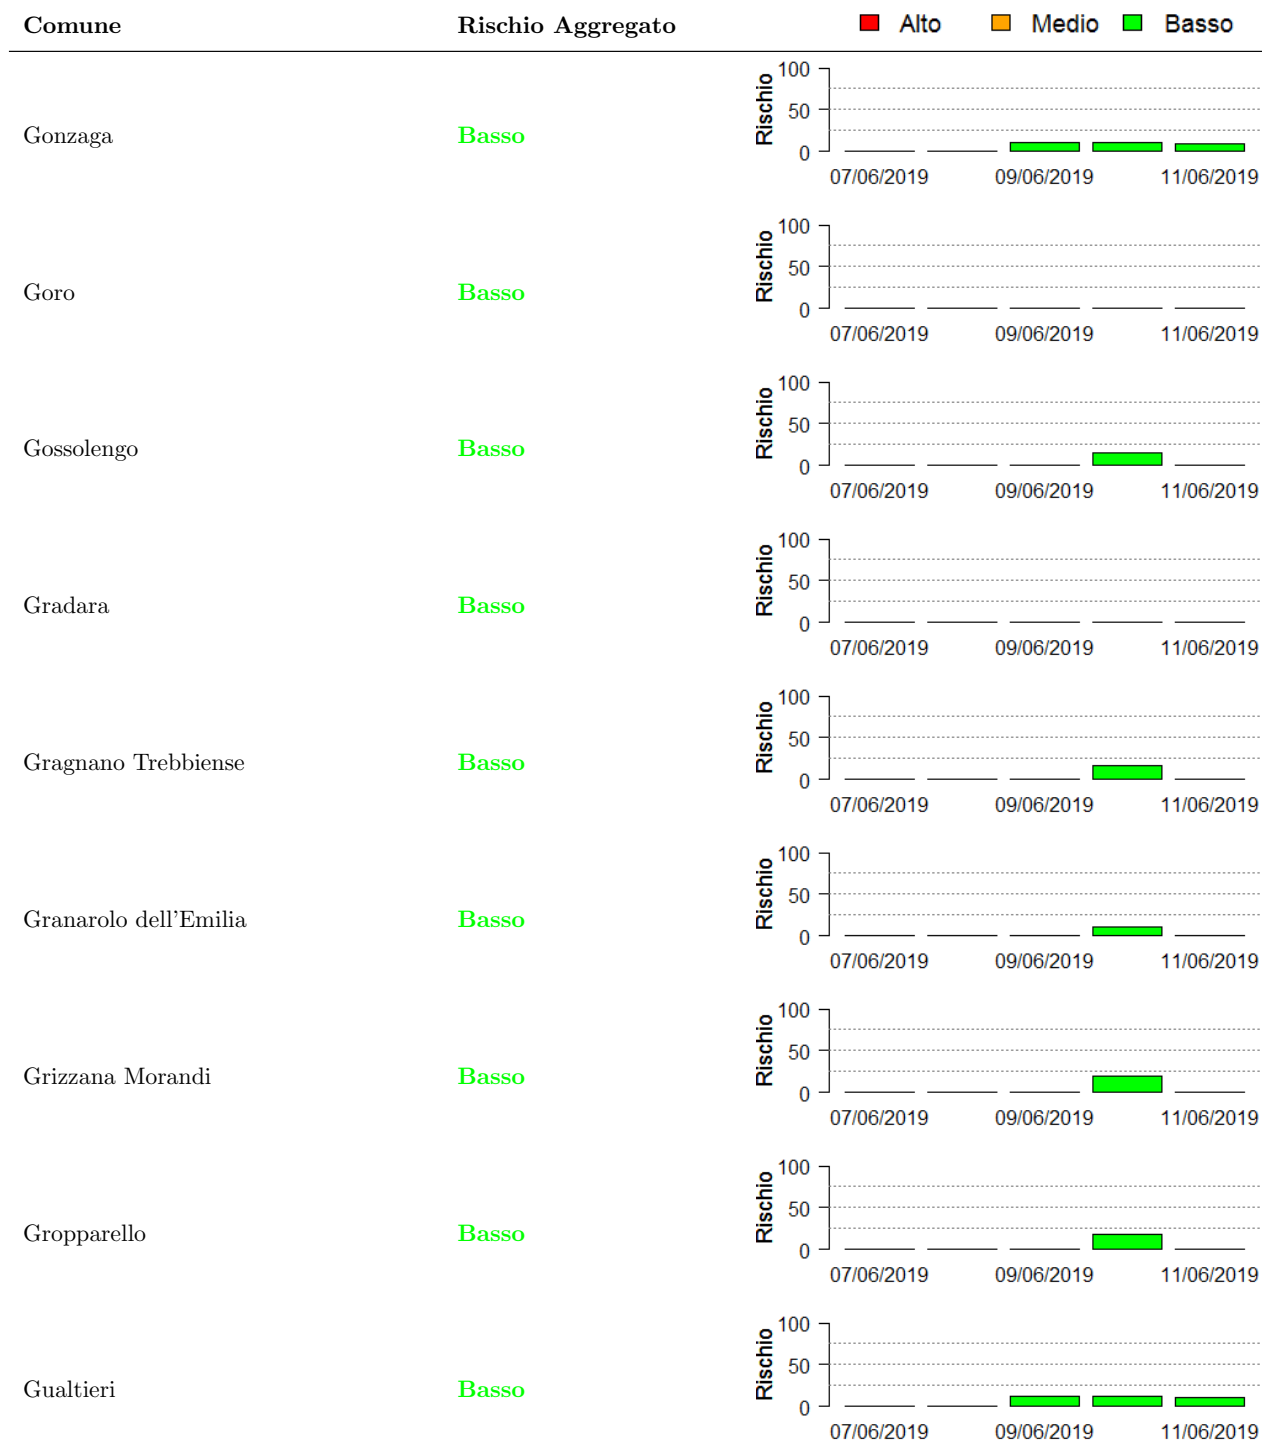 Comune Rischio Aggregato Alto Medio Basso
100
50
0
Rischio
Gonzaga Basso
07/06/2019 09/06/2019 11/06/2019
100
50
0
Rischio
Goro Basso
07/06/2019 09/06/2019 11/06/2019
100
50
0
Rischio
Gossolengo Basso
07/06/2019 09/06/2019 11/06/2019
100
50
0
Rischio
Gradara Basso
07/06/2019 09/06/2019 11/06/2019
100
50
0
Rischio
Gragnano Trebbiense Basso
07/06/2019 09/06/2019 11/06/2019
100
50
0
Rischio
Granarolo dell'Emilia Basso
07/06/2019 09/06/2019 11/06/2019
100
50
0
Rischio
Grizzana Morandi Basso
07/06/2019 09/06/2019 11/06/2019
100
50
0
Rischio
Gropparello Basso
07/06/2019 09/06/2019 11/06/2019
100
50
0
Rischio
Gualtieri Basso
07/06/2019 09/06/2019 11/06/2019